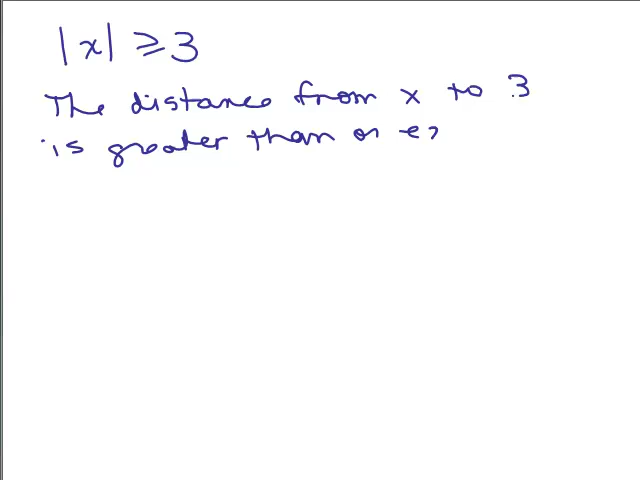 |x| ≥ 3
The distance from x to 3
is greater than or